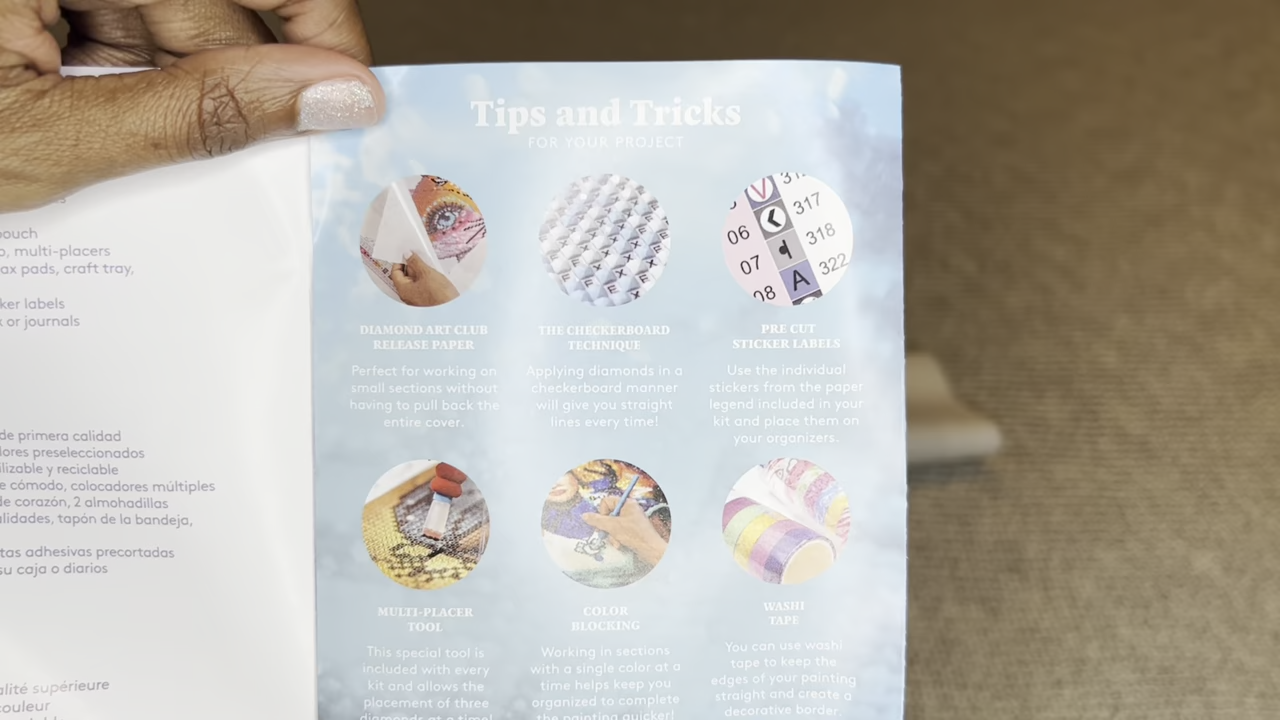 pouch
o, multi-placers
ax pads, craft tray,
ker labels
k or journals
de primera calidad
lores preseleccionados
ilizable y reciclable
e cómodo, colocadores múltiples
de corazón, 2 almohadillas
alidades, tapón de la bandeja,
tas adhesivas precortadas
su caja o diarios
alité supérieure
couleur
Tips and Tricks
FOR YOUR PROJECT
06
07
08
V
A
317
318
322
DIAMOND ART CLUB
RELEASE PAPER
Perfect for working on
small sections without
having to pull back the
entire cover.
THE CHECKERBOARD
TECHNIQUE
Applying diamonds in a
checkerboard manner
will give you straight
lines every time!
PRE CUT
STICKER LABELS
Use the individual
stickers from the paper
legend included in your
kit and place them on
your organizers.
MULTI-PLACER
TOOL
This special tool is
included with every
kit and allows the
placement of three
diamonds at a time!
COLOR
BLOCKING
Working in sections
with a single color at a
time helps keep you
organized to complete
the painting quicker!
WASHI
TAPE
You can use washi
tape to keep the
edges of your painting
straight and create a
decorative border.